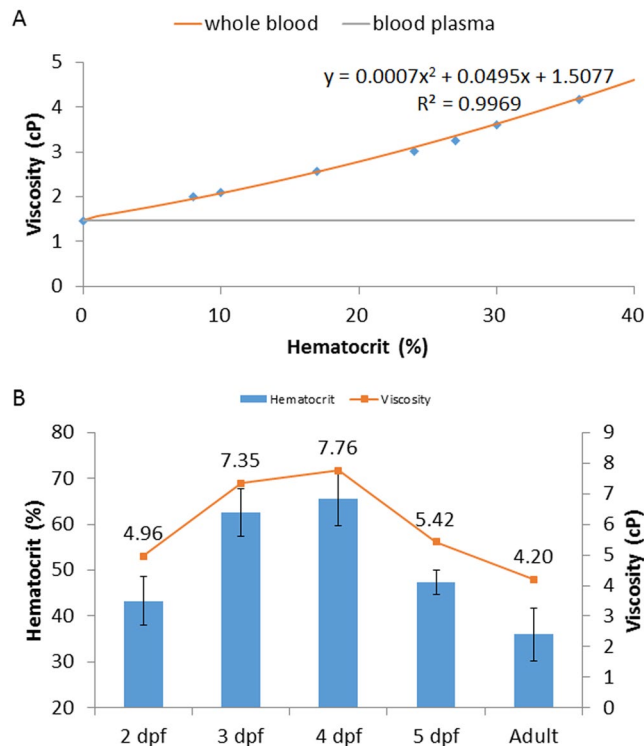 A
whole blood
blood plasma
y = 0.0007x² + 0.0495x + 1.5077
R² = 0.9969
Viscosity (cP)
5
4
3
2
1
0
0
10
20
30
40
Hematocrit (%)
B
Hematocrit
Viscosity
Hematocrit (%)
80
70
60
50
40
30
20
4.96
7.35
7.76
5.42
4.20
9
8
7
6
5
4
3
2
1
0
Viscosity (cP)
2 dpf
3 dpf
4 dpf
5 dpf
Adult